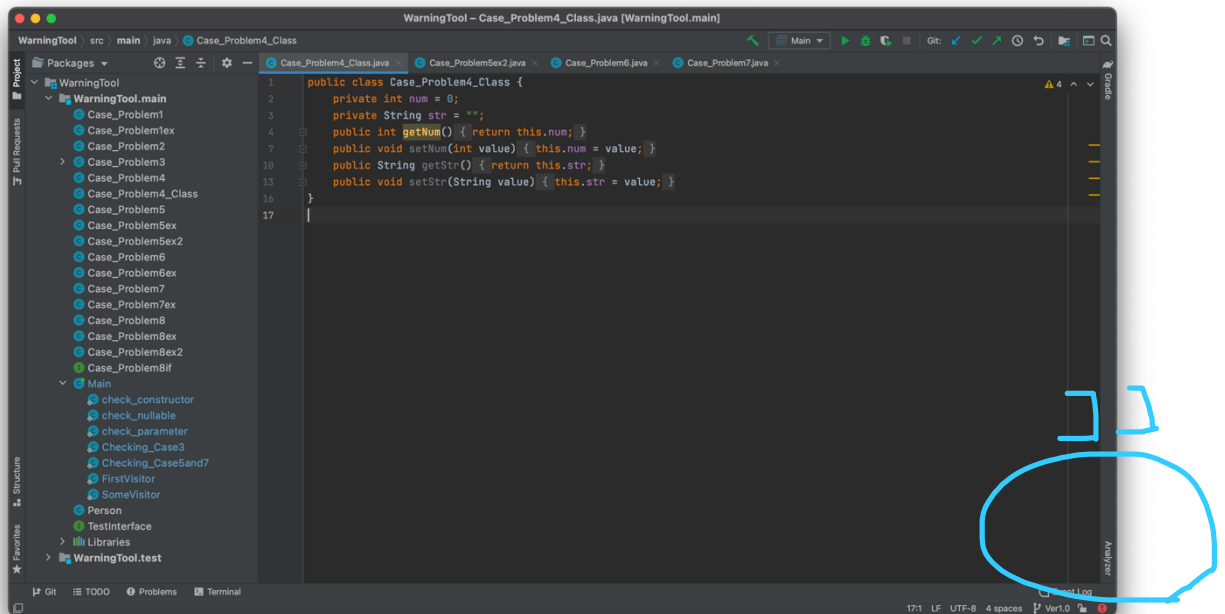 WarningTool – Case_Problem4_Class.java [WarningTool.main]
WarningTool src main java Case_Problem4_Class
Main
Git:
Project
Pull Requests
Structure
Favorites
Packages
WarningTool
WarningTool.main
Case_Problem1
Case_Problem1ex
Case_Problem2
Case_Problem3
Case_Problem4
Case_Problem4_Class
Case_Problem5
Case_Problem5ex
Case_Problem5ex2
Case_Problem6
Case_Problem6ex
Case_Problem7
Case_Problem7ex
Case_Problem8
Case_Problem8ex
Case_Problem8ex2
Case_Problem8if
Main
check_constructor
check_nullable
check_parameter
Checking_Case3
Checking_Case5and7
FirstVisitor
SomeVisitor
Person
TestInterface
Libraries
WarningTool.test
Case_Problem4_Class.java Case_Problem5ex2.java Case_Problem6.java Case_Problem7.java
1 public class Case_Problem4_Class {
2 private int num = 0;
3 private String str = "";
4 public int getNum() { return this.num; }
7 public void setNum(int value) { this.num = value; }
10 public String getStr() { return this.str; }
13 public void setStr(String value) { this.str = value; }
16 }
17
4
Gradle
Analyzer
Git TODO Problems Terminal
Event Log
17:1 LF UTF-8 4 spaces Ver1.0